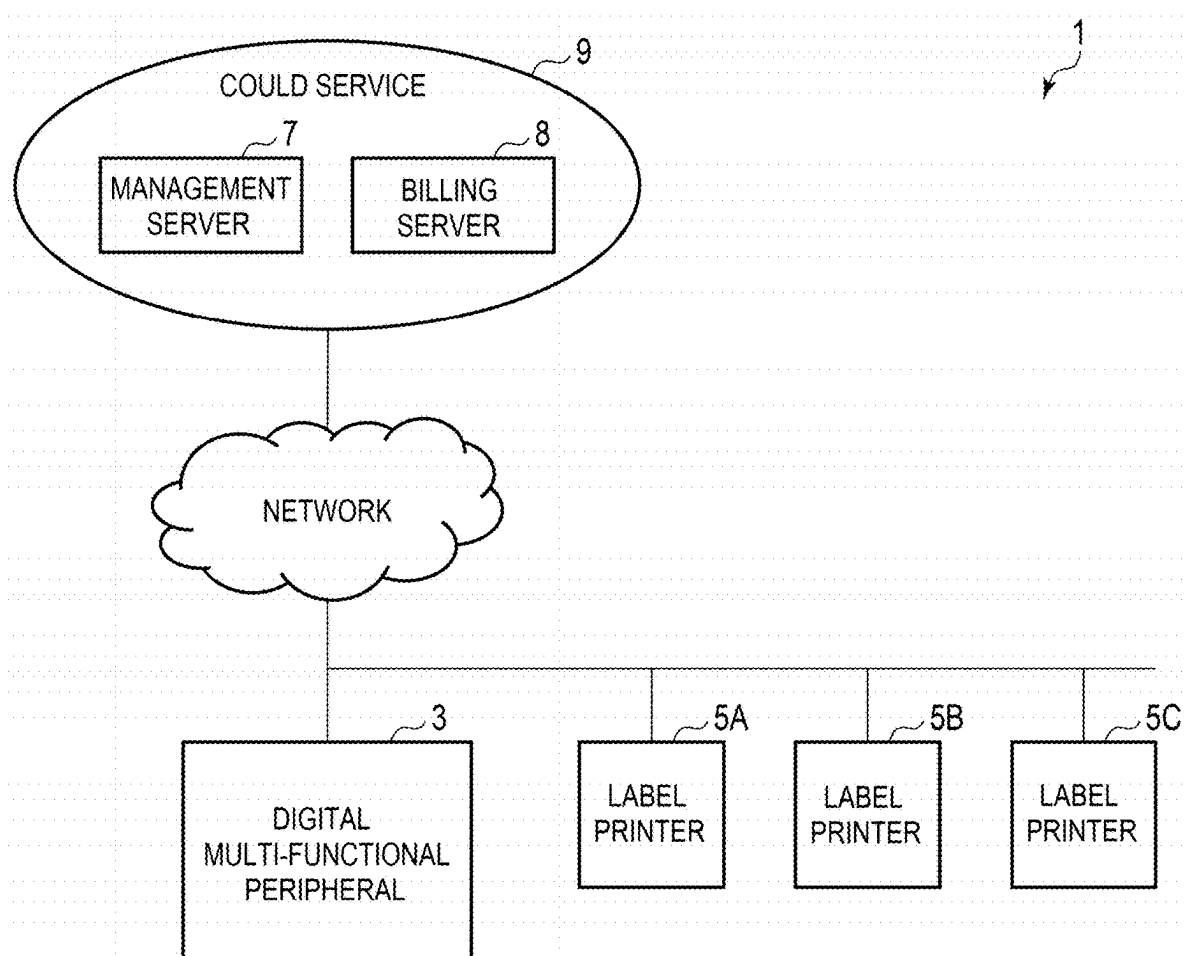 1
9
COULD SERVICE
7
8
MANAGEMENT
SERVER
BILLING
SERVER
NETWORK
3
5A
5B
5C
DIGITAL
MULTI-FUNCTIONAL
PERIPHERAL
LABEL
PRINTER
LABEL
PRINTER
LABEL
PRINTER